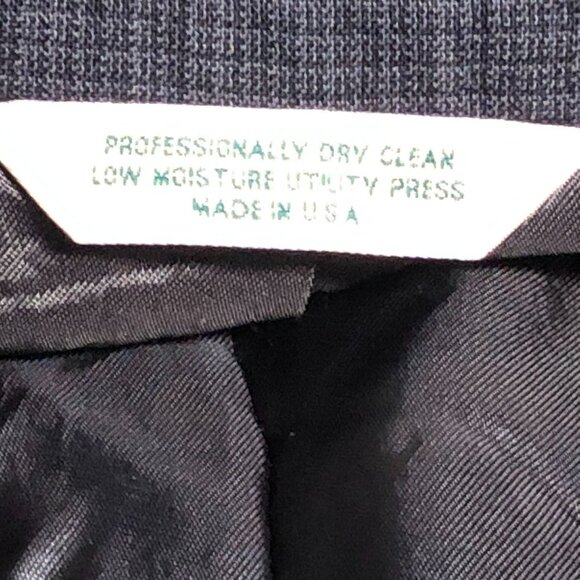 PROFESSIONALLY DRY CLEAN
LOW MOISTURE UTILITY PRESS
MADE IN U S A